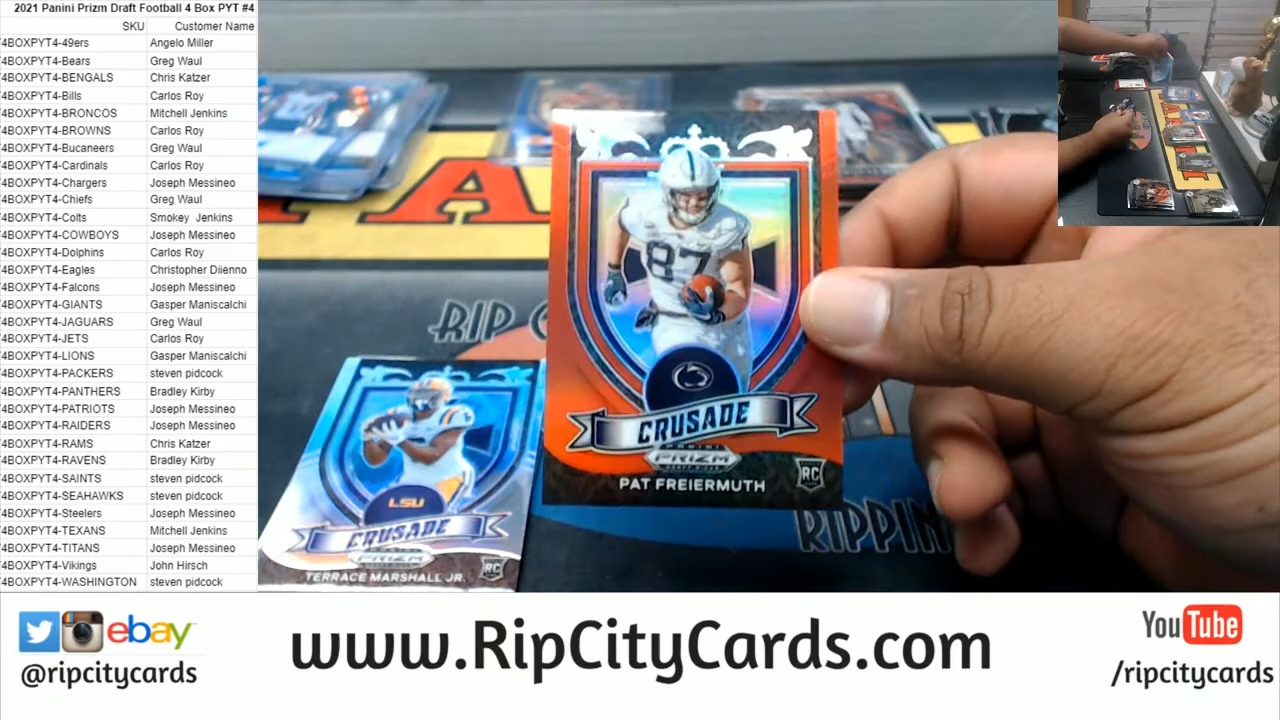 2021 Panini Prizm Draft Football 4 Box PYT #4
SKU Customer Name
4BOXPYT4-49ers Angelo Miller
4BOXPYT4-Bears Greg Waul
4BOXPYT4-BENGALS Chris Katzer
4BOXPYT4-Bills Carlos Roy
4BOXPYT4-BRONCOS Mitchell Jenkins
4BOXPYT4-BROWNS Carlos Roy
4BOXPYT4-Bucaneers Greg Waul
4BOXPYT4-Cardinals Carlos Roy
4BOXPYT4-Chargers Joseph Messineo
4BOXPYT4-Chiefs Greg Waul
4BOXPYT4-Colts Smokey Jenkins
4BOXPYT4-COWBOYS Joseph Messineo
4BOXPYT4-Dolphins Carlos Roy
4BOXPYT4-Eagles Christopher Diienno
4BOXPYT4-Falcons Joseph Messineo
4BOXPYT4-GIANTS Gasper Maniscalchi
4BOXPYT4-JAGUARS Greg Waul
4BOXPYT4-JETS Carlos Roy
4BOXPYT4-LIONS Gasper Maniscalchi
4BOXPYT4-PACKERS steven pidcock
4BOXPYT4-PANTHERS Bradley Kirby
4BOXPYT4-PATRIOTS Joseph Messineo
4BOXPYT4-RAIDERS Joseph Messineo
4BOXPYT4-RAMS Chris Katzer
4BOXPYT4-RAVENS Bradley Kirby
4BOXPYT4-SAINTS steven pidcock
4BOXPYT4-SEAHAWKS steven pidcock
4BOXPYT4-Steelers Joseph Messineo
4BOXPYT4-TEXANS Mitchell Jenkins
4BOXPYT4-TITANS Joseph Messineo
4BOXPYT4-Vikings John Hirsch
4BOXPYT4-WASHINGTON steven pidcock
87
CRUSADE
PANINI
PRIZM
PAT FREIERMUTH
RC
RIP
RIPPIN
LSU
CRUSADE
PRIZM
TERRACE MARSHALL JR.
RC
ebay
@ripcitycards
www.RipCityCards.com
YouTube
/ripcitycards